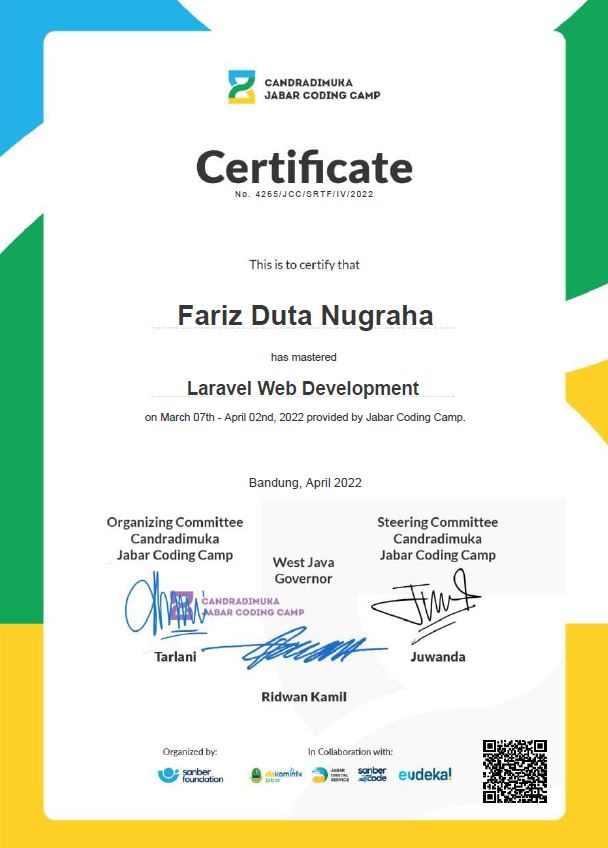 CANDRADIMUKA
JABAR CODING CAMP
Certificate
No. 4265/JCC/SRTF/IV/2022
This is to certify that
Fariz Duta Nugraha
has mastered
Laravel Web Development
on March 07th - April 02nd, 2022 provided by Jabar Coding Camp.
Bandung, April 2022
Organizing Committee
Candradimuka
Jabar Coding Camp
West Java
Governor
Steering Committee
Candradimuka
Jabar Coding Camp
CANDRADIMUKA
JABAR CODING CAMP
Tarlani
Juwanda
Ridwan Kamil
Organized by:
In Collaboration with:
sanber
foundation
diskominfo
jabar
JABAR
DIGITAL
SERVICE
sanber
code
eudeka!